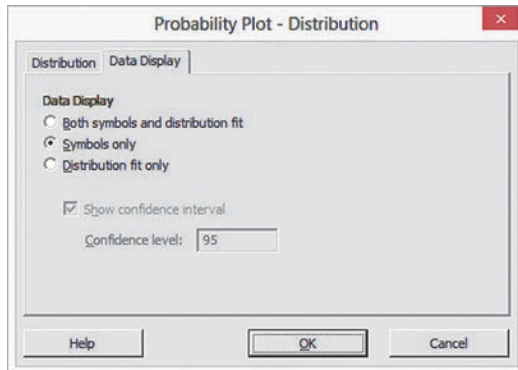 Probability Plot - Distribution
Distribution Data Display
Data Display
Both symbols and distribution fit
Symbols only
Distribution fit only
Show confidence interval
Confidence level: 95
Help OK Cancel